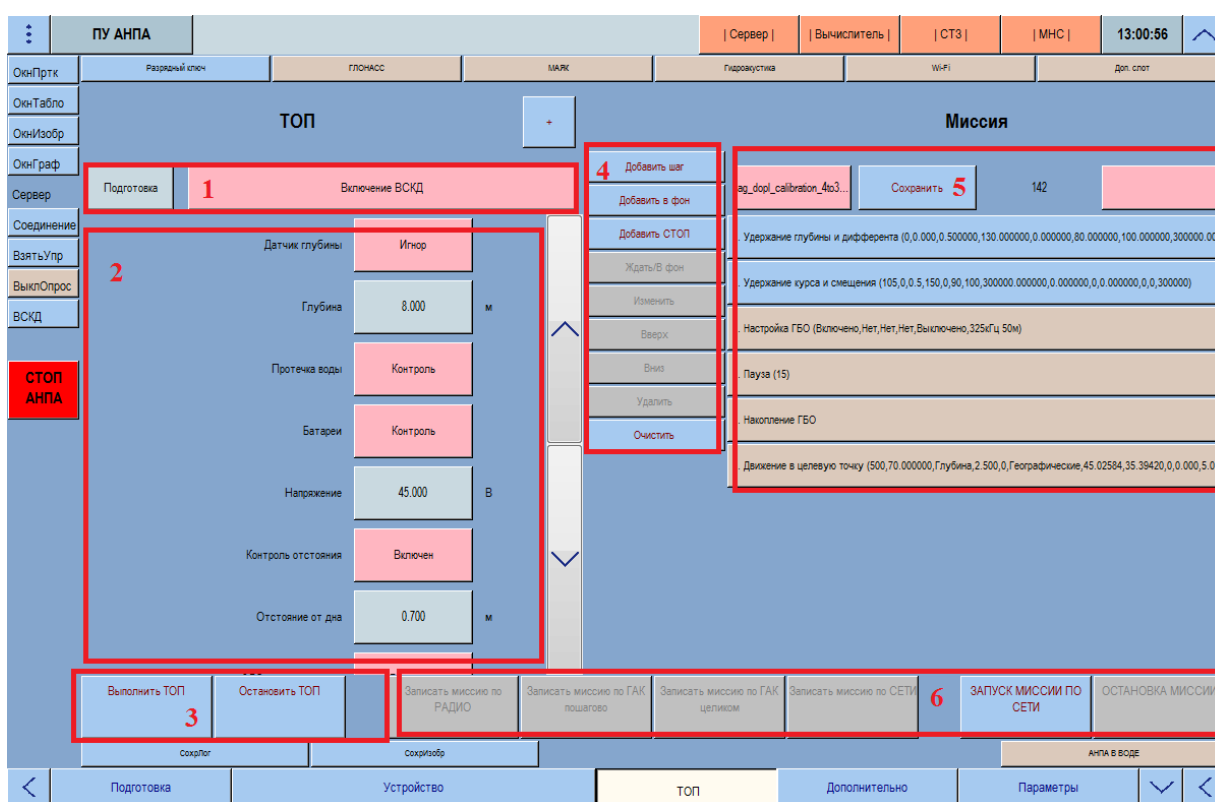 ПУ АНПА
| Сервер |
| Вычислитель |
| СТЗ |
| МНС |
13:00:56
ОкнПртк
Разрядный ключ
ГЛОНАСС
МАЯК
Гидроакустика
Wi-Fi
Доп. слот
ОкнТабло
ОкнИзобр
ОкнГраф
Сервер
Соединение
ВзятьУпр
ВыклОпрос
ВСКД
СТОП
АНПА
ТОП
+
Миссия
Подготовка
1
Включение ВСКД
2
Датчик глубины
Игнор
Глубина
8.000
м
Протечка воды
Контроль
Батареи
Контроль
Напряжение
45.000
В
Контроль отстояния
Включен
Отстояние от дна
0.700
м
4
Добавить шаг
Добавить в фон
Добавить СТОП
Ждать/В фон
Изменить
Вверх
Вниз
Удалить
Очистить
ag_dopl_calibration_4to3...
Сохранить
5
142
. Удержание глубины и дифферента (0,0.000,0.500000,130.000000,0.000000,80.000000,100.000000,300000.00
. Удержание курса и смещения (105,0,0.5,150,0,90,100,300000.000000,0.000000,0,0.000000,0,0,300000)
. Настройка ГБО (Включено,Нет,Нет,Нет,Выключено,325кГц 50м)
. Пауза (15)
. Накопление ГБО
. Движение в целевую точку (500,70.000000,Глубина,2.500,0,Географические,45.02584,35.39420,0,0.000,5.0
Выполнить ТОП
3
Остановить ТОП
Записать миссию по
РАДИО
Записать миссию по ГАК
пошагово
Записать миссию по ГАК
целиком
Записать миссию по СЕТИ
6
ЗАПУСК МИССИИ ПО
СЕТИ
ОСТАНОВКА МИССИИ
СохрЛог
СохрИзобр
АНПА В ВОДЕ
Подготовка
Устройство
ТОП
Дополнительно
Параметры